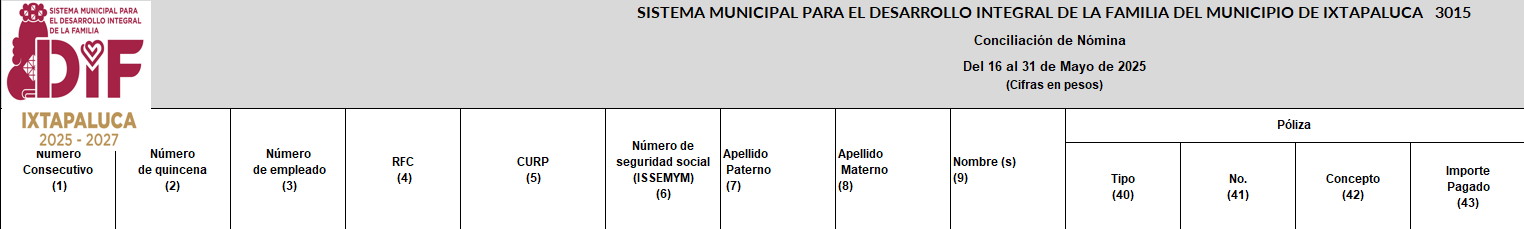 SISTEMA MUNICIPAL PARA
EL DESARROLLO INTEGRAL
DE LA FAMILIA
DIF
IXTAPALUCA
2025 - 2027
SISTEMA MUNICIPAL PARA EL DESARROLLO INTEGRAL DE LA FAMILIA DEL MUNICIPIO DE IXTAPALUCA 3015
Conciliación de Nómina
Del 16 al 31 de Mayo de 2025
(Cifras en pesos)
Número
Consecutivo
(1)
Número
de quincena
(2)
Número
de empleado
(3)
RFC
(4)
CURP
(5)
Número de
seguridad social
(ISSEMYM)
(6)
Apellido
Paterno
(7)
Apellido
Materno
(8)
Nombre (s)
(9)
Póliza
Tipo
(40)
No.
(41)
Concepto
(42)
Importe
Pagado
(43)